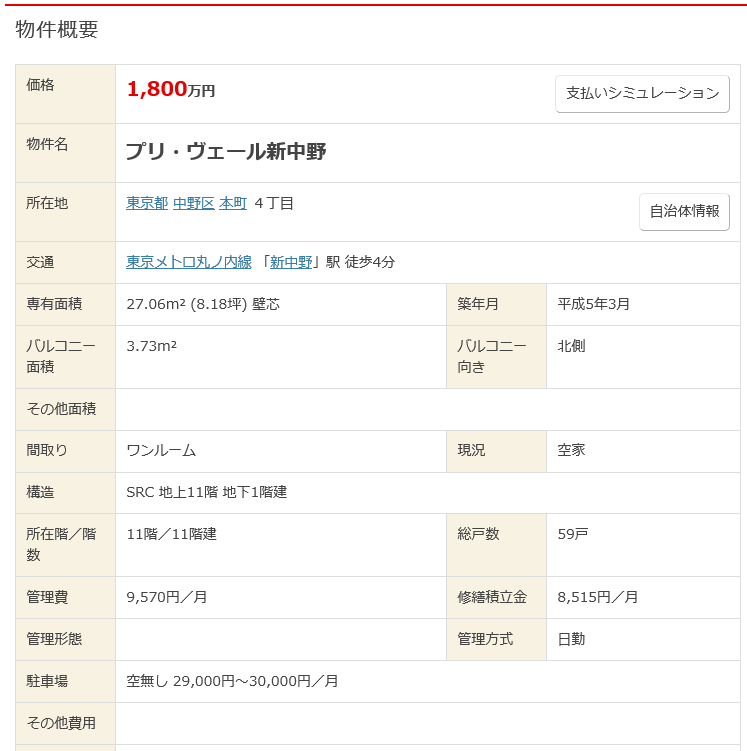 物件概要
価格
1,800万円
支払いシミュレーション
物件名
プリ・ヴェール新中野
所在地
東京都 中野区 本町 ４丁目
自治体情報
交通
東京メトロ丸ノ内線 「新中野」駅 徒歩4分
専有面積
27.06m² (8.18坪) 壁芯
築年月
平成5年3月
バルコニー
面積
3.73m²
バルコニー
向き
北側
その他面積
間取り
ワンルーム
現況
空家
構造
SRC 地上11階 地下1階建
所在階／階
数
11階／11階建
総戸数
59戸
管理費
9,570円／月
修繕積立金
8,515円／月
管理形態
管理方式
日勤
駐車場
空無し 29,000円～30,000円／月
その他費用